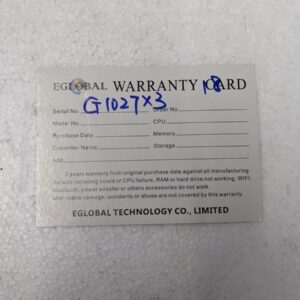 EGLOBAL WARRANTY CARD
18
Serial No. G1027X3 Order No.
Model No. CPU
Purchase Date Memory
Customer Name Storage
Add
3 years warranty from original purchase date against all manufacturing
defects including board or CPU failure, RAM or hard drive not working, WIFI,
bluetooth, power adapter or others accessories do not work.
Man-made damage, accidents or abuse are not covered by this warranty.
EGLOBAL TECHNOLOGY CO., LIMITED